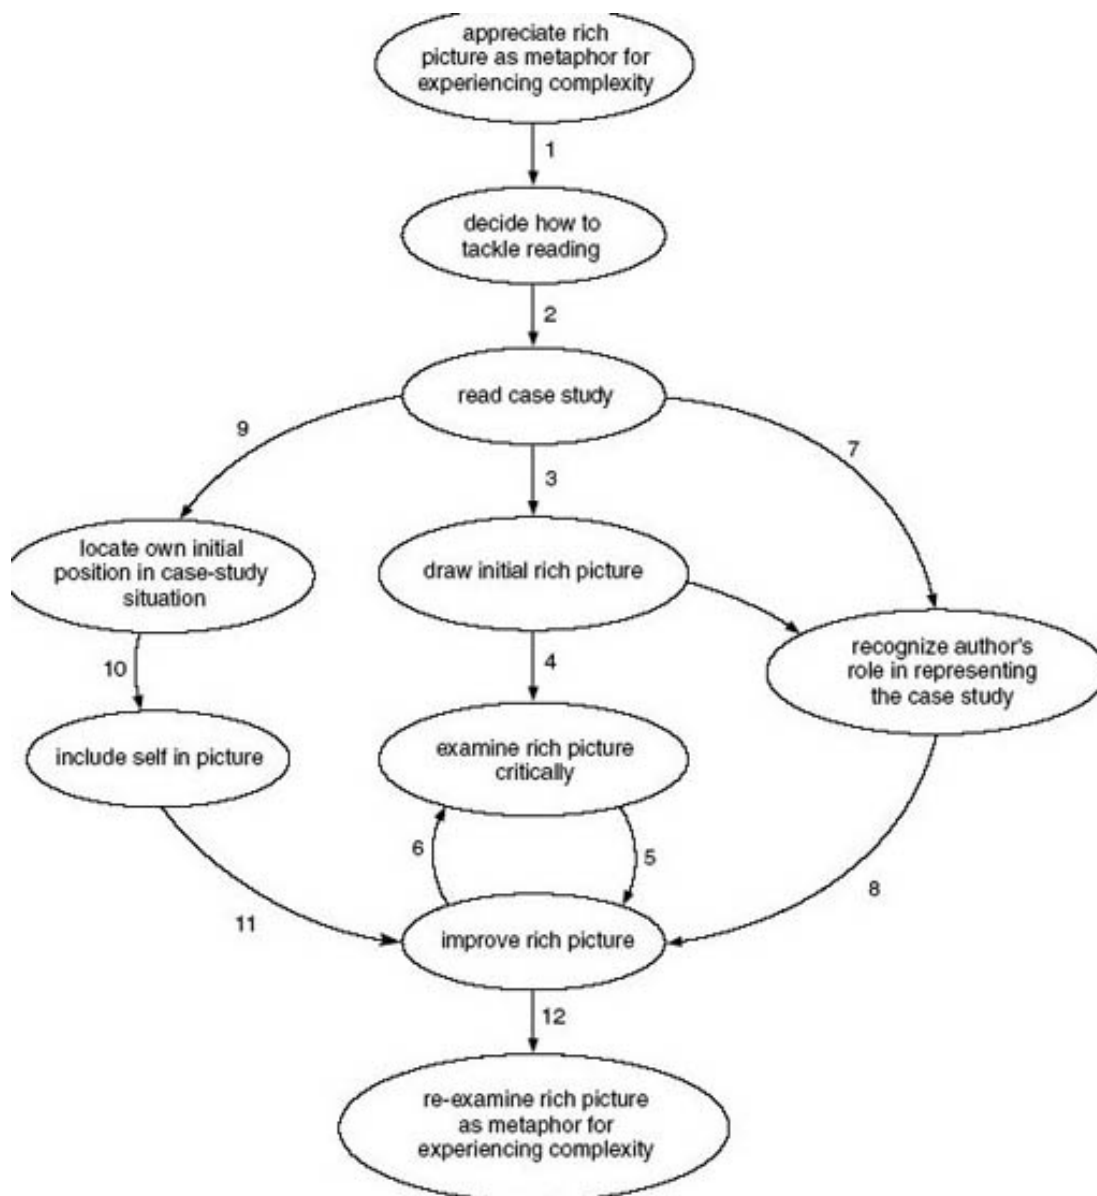 appreciate rich
picture as metaphor for
experiencing complexity
1
decide how to
tackle reading
2
read case study
9
7
3
locate own initial
position in case-study
situation
draw initial rich picture
recognize author's
role in representing
the case study
10
4
include self in picture
examine rich picture
critically
6
5
8
11
improve rich picture
12
re-examine rich picture
as metaphor for
experiencing complexity